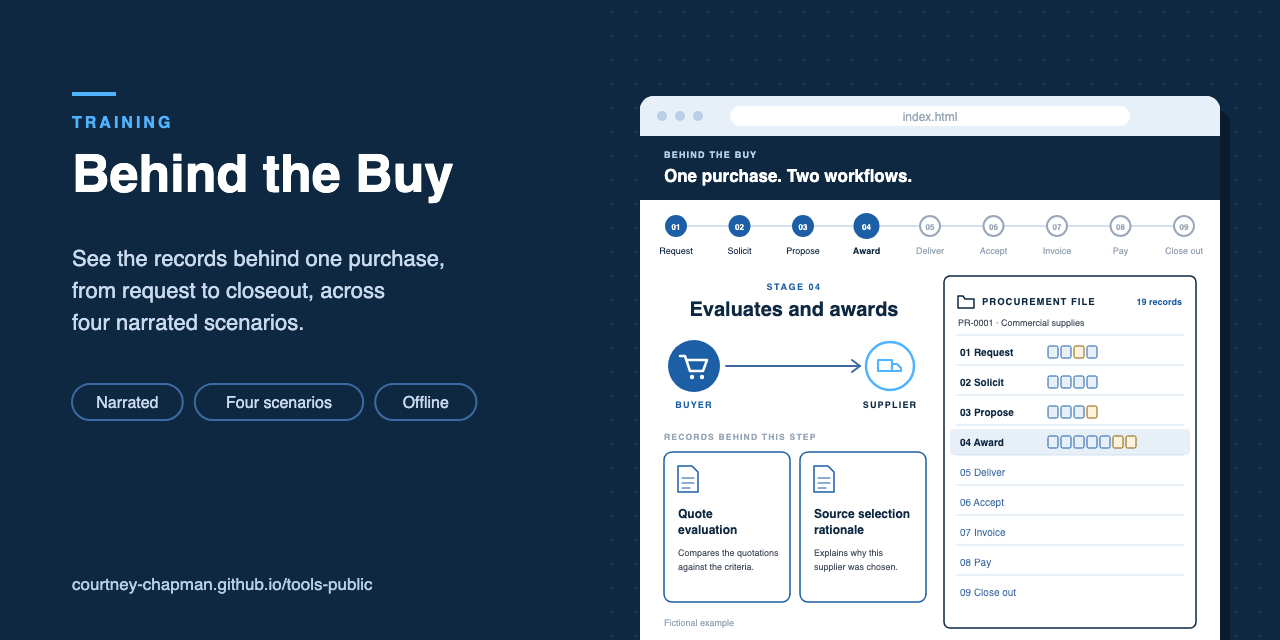 TRAINING
Behind the Buy
See the records behind one purchase,
from request to closeout, across
four narrated scenarios.
Narrated
Four scenarios
Offline
courtney-chapman.github.io/tools-public
index.html
BEHIND THE BUY
One purchase. Two workflows.
01 02 03 04 05 06 07 08 09
Request Solicit Propose Award Deliver Accept Invoice Pay Close out
STAGE 04
Evaluates and awards
BUYER
SUPPLIER
RECORDS BEHIND THIS STEP
Quote
evaluation
Compares the quotations
against the criteria.
Source selection
rationale
Explains why this
supplier was chosen.
Fictional example
PROCUREMENT FILE 19 records
PR-0001 · Commercial supplies
01 Request
02 Solicit
03 Propose
04 Award
05 Deliver
06 Accept
07 Invoice
08 Pay
09 Close out